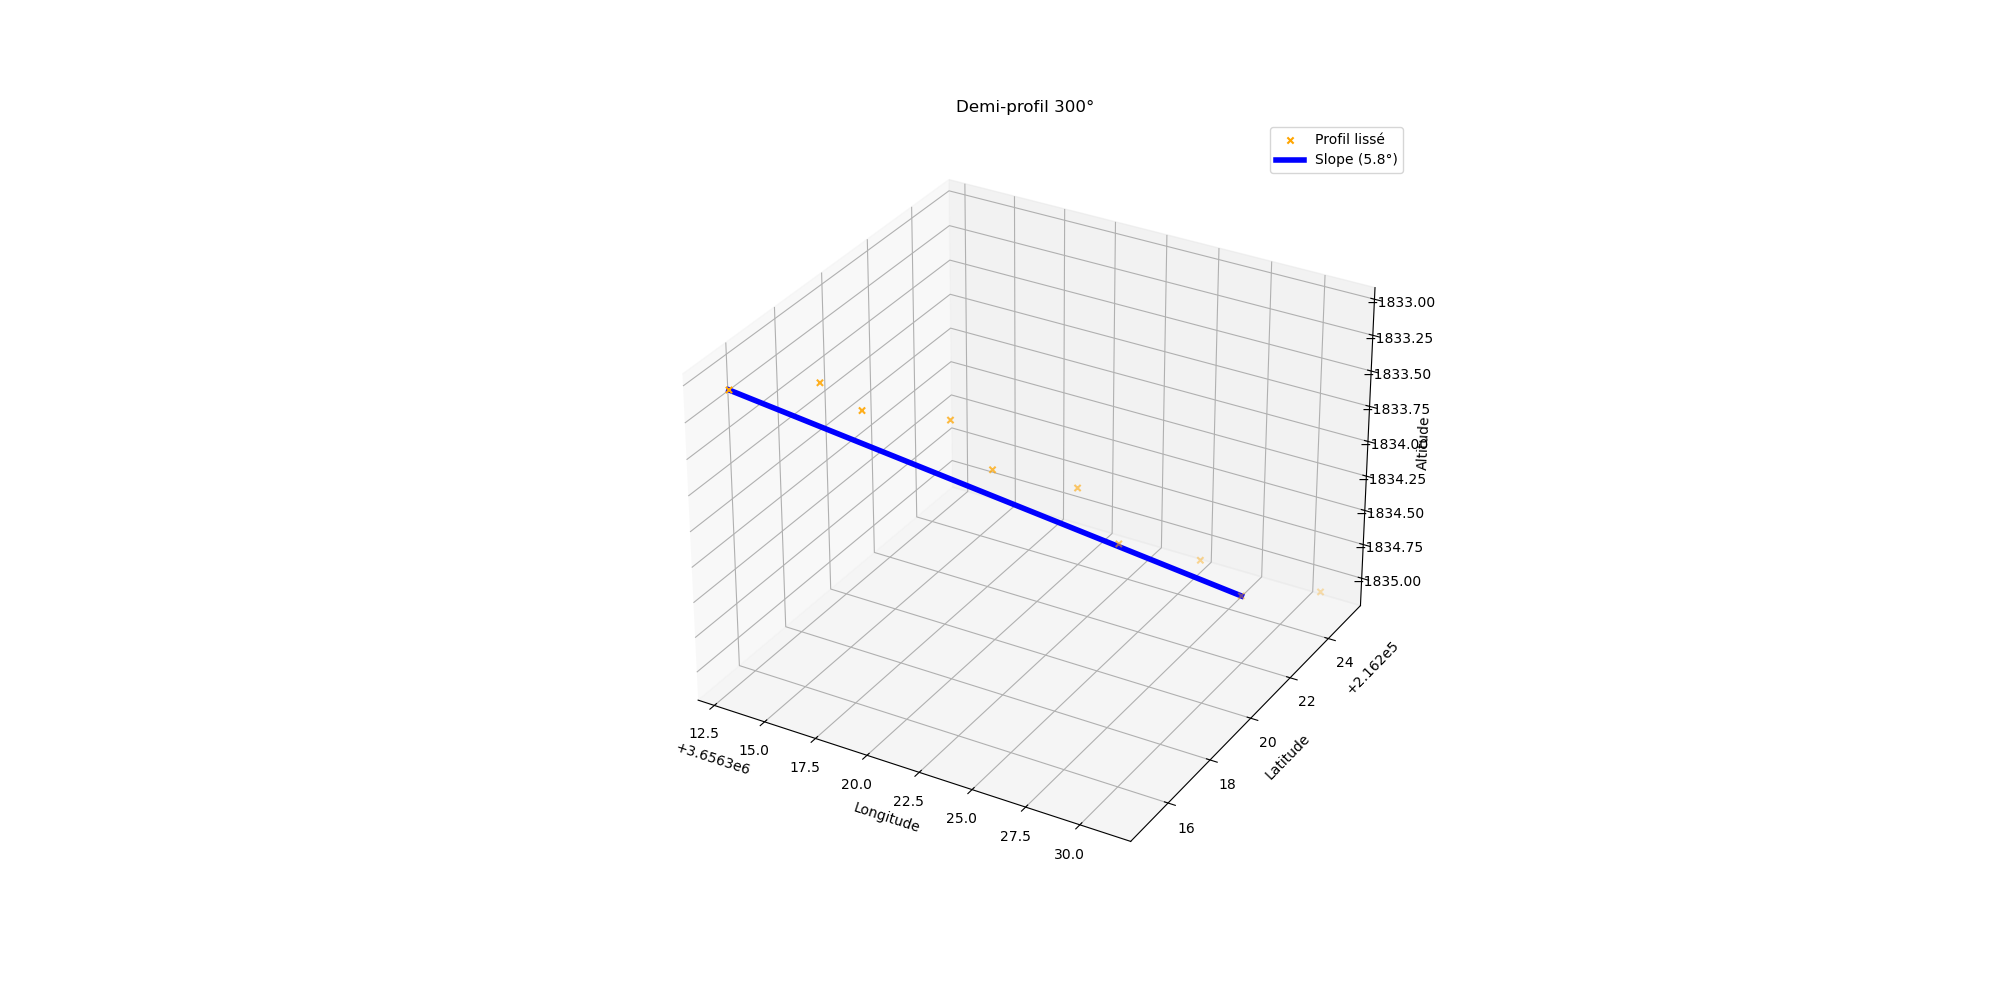 Demi-profil 300°
Profil lissé
Slope (5.8°)
−1833.00
−1833.25
−1833.50
−1833.75
−1834.00
−1834.25
−1834.50
−1834.75
−1835.00
Altitude
24
22
20
18
16
+2.162e5
Latitude
12.5
15.0
17.5
20.0
22.5
25.0
27.5
30.0
+3.6563e6
Longitude